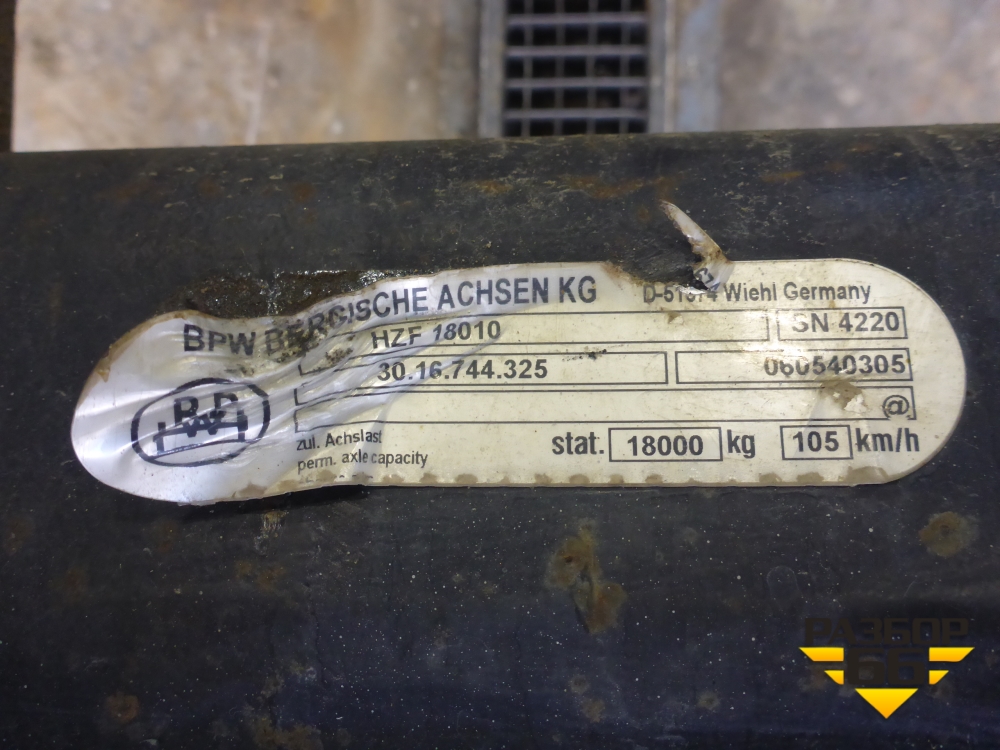 BPW BERGISCHE ACHSEN KG D-51674 Wiehl Germany
HZF 18010 SN 4220
30.16.744.325 060540305
@
BPW
zul. Achslast
perm. axle capacity stat. 18000 kg 105 km/h
РАЗБОР
66